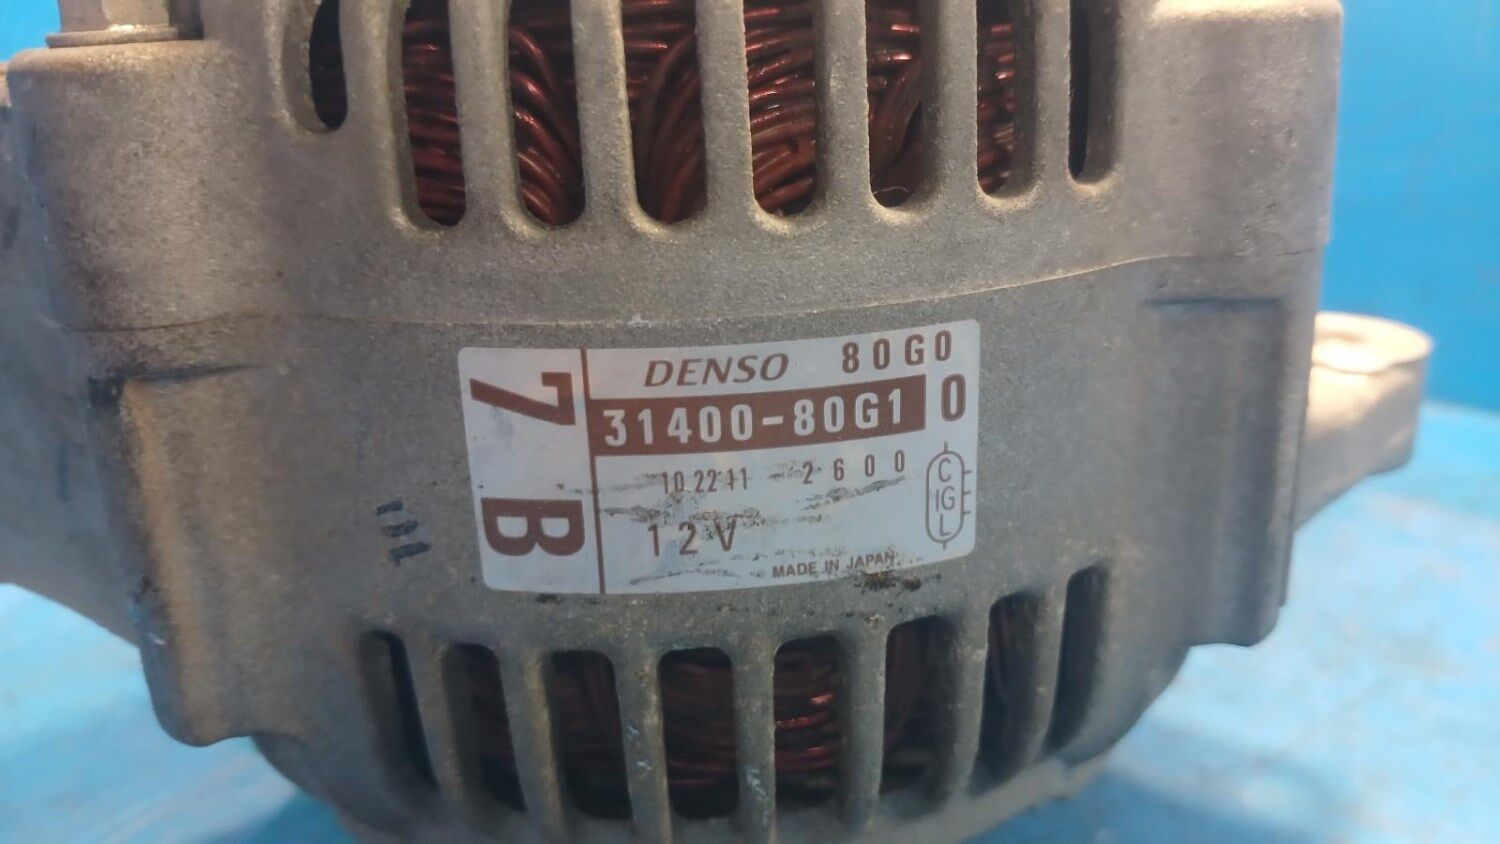 7B
DENSO 80G0
31400-80G1 0
102211-2600
12V
C
IG
L
MADE IN JAPAN